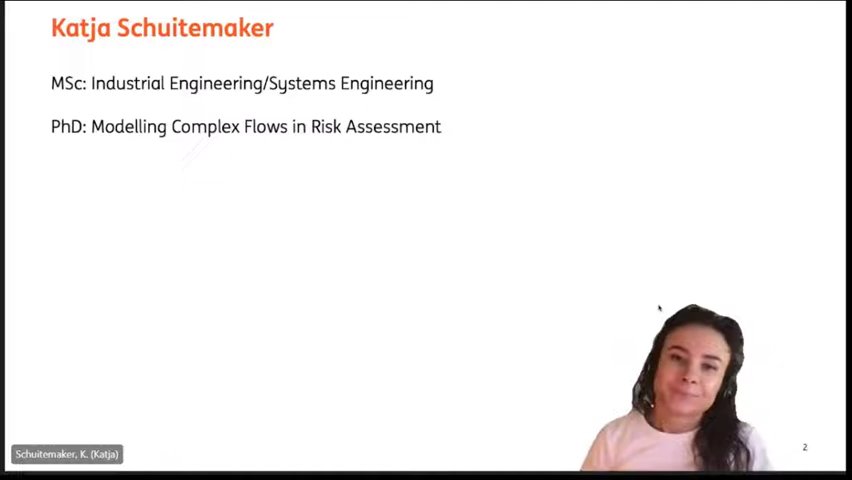 Katja Schuitemaker
MSc: Industrial Engineering/Systems Engineering
PhD: Modelling Complex Flows in Risk Assessment
Schuitemaker, K. (Katja)
2